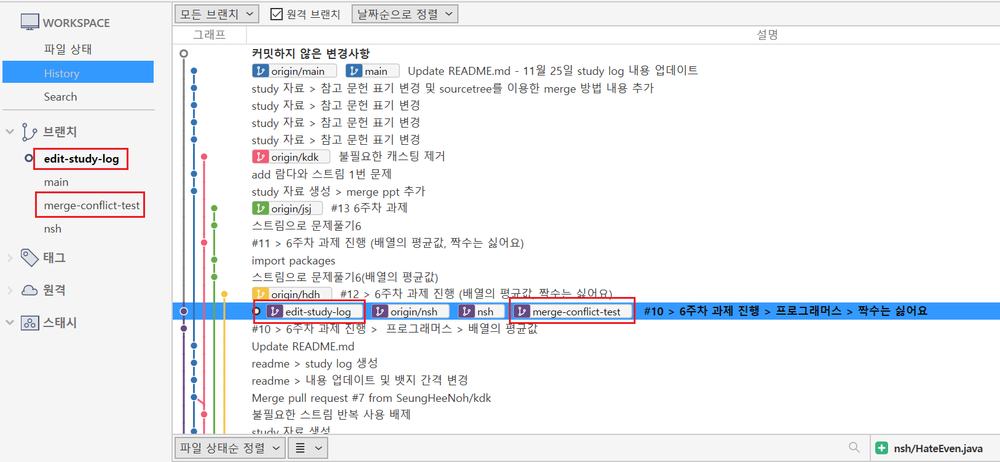 WORKSPACE
파일 상태
History
Search
브랜치
edit-study-log
main
merge-conflict-test
nsh
태그
원격
스태시
모든 브랜치 원격 브랜치 날짜순으로 정렬
그래프 설명
커밋하지 않은 변경사항
origin/main main Update README.md - 11월 25일 study log 내용 업데이트
study 자료 > 참고 문헌 표기 변경 및 sourcetree를 이용한 merge 방법 내용 추가
study 자료 > 참고 문헌 표기 변경
study 자료 > 참고 문헌 표기 변경
study 자료 > 참고 문헌 표기 변경
origin/kdk 불필요한 캐스팅 제거
add 람다와 스트림 1번 문제
study 자료 생성 > merge ppt 추가
origin/jsj #13 6주차 과제
스트림으로 문제풀기6
#11 > 6주차 과제 진행 (배열의 평균값, 짝수는 싫어요)
import packages
스트림으로 문제풀기6(배열의 평균값)
origin/hdh #12 > 6주차 과제 진행 (배열의 평균값, 짝수는 싫어요)
edit-study-log origin/nsh nsh merge-conflict-test #10 > 6주차 과제 진행 > 프로그래머스 > 짝수는 싫어요
#10 > 6주차 과제 진행 > 프로그래머스 > 배열의 평균값
Update README.md
readme > study log 생성
readme > 내용 업데이트 및 뱃지 간격 변경
Merge pull request #7 from SeungHeeNoh/kdk
불필요한 스트림 반복 사용 배제
study 자료 생성
파일 상태순 정렬 nsh/HateEven.java